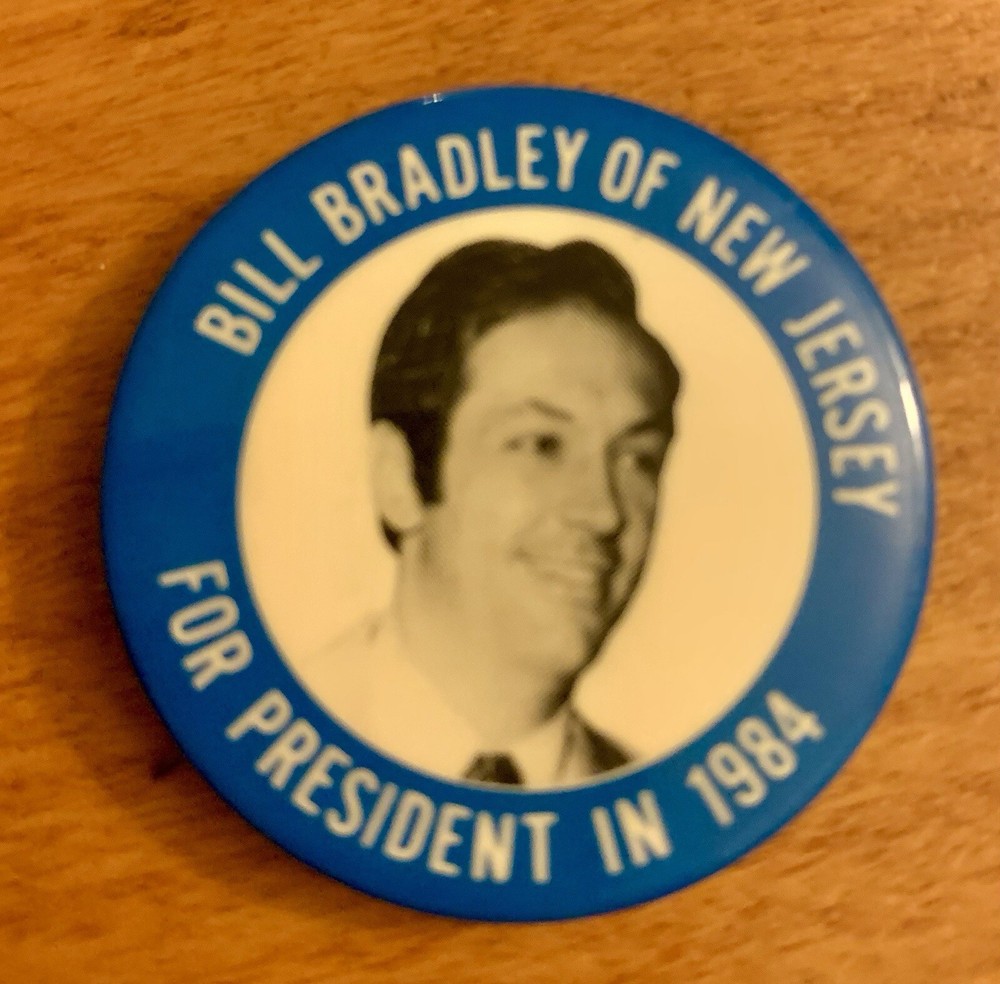 BILL BRADLEY OF NEW JERSEY
FOR PRESIDENT IN 1984